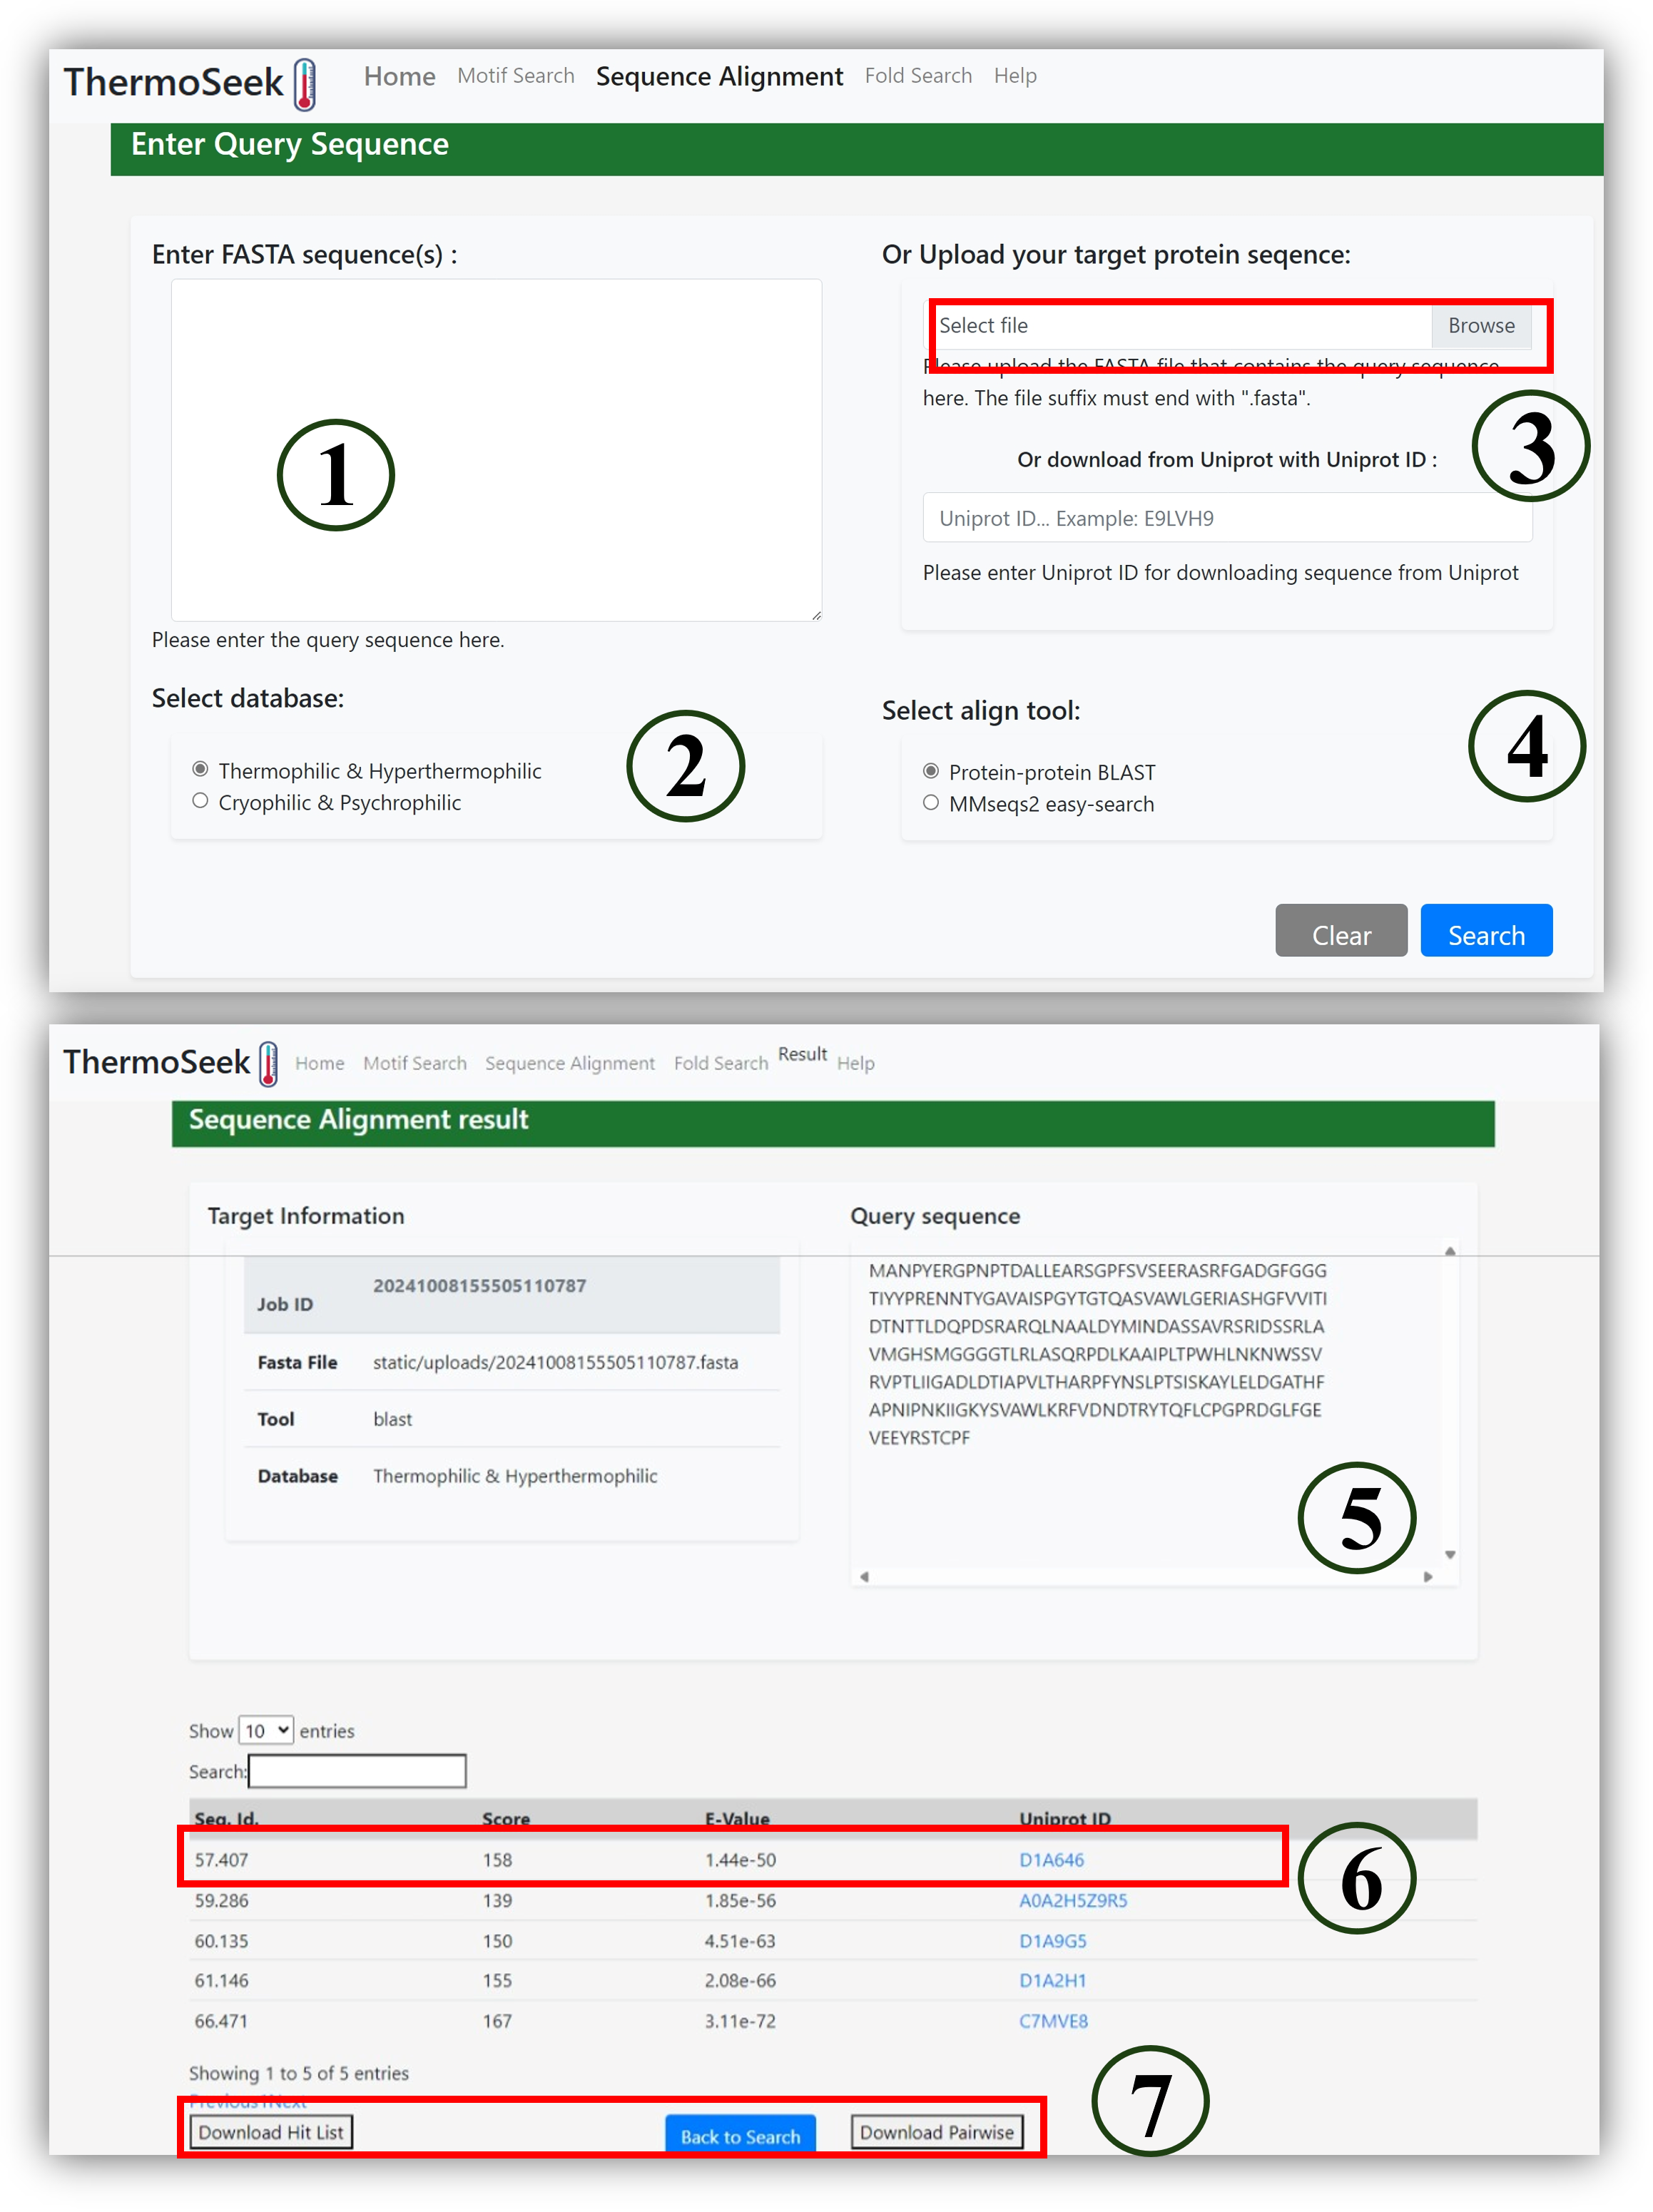 ThermoSeek Home Motif Search Sequence Alignment Fold Search Help
Enter Query Sequence
Enter FASTA sequence(s) :
1
Please enter the query sequence here.
Or Upload your target protein seqence:
Select file Browse
Please upload the FASTA file that contains the query sequence
here. The file suffix must end with ".fasta".
3
Or download from Uniprot with Uniprot ID :
Uniprot ID... Example: E9LVH9
Please enter Uniprot ID for downloading sequence from Uniprot
Select database:
Thermophilic & Hyperthermophilic
Cryophilic & Psychrophilic
2
Select align tool:
Protein-protein BLAST
MMseqs2 easy-search
4
Clear Search
ThermoSeek Home Motif Search Sequence Alignment Fold Search Result Help
Sequence Alignment result
Target Information
Job ID 20241008155505110787
Fasta File static/uploads/20241008155505110787.fasta
Tool blast
Database Thermophilic & Hyperthermophilic
Query sequence
MANPYERGPNPTDALLEARSGPFSVSEERASRFGADGFGGG
TIYYPRENNTYGAVAISPGYTGTQASVAWLGERIASHGFVVITI
DTNTTLDQPDSRARQLNAALDYMINDASSAVRSRIDSSRLA
VMGHSMGGGGTLRLASQRPDLKAAIPLTPWHLNKNWSSV
RVPTLIIGADLDTIAPVLTHARPFYNSLPTSISKAYLELDGATHF
APNIPNKIIGKYSVAWLKRFVDNDTRYTQFLCPGPRDGLFGE
VEEYRSTCPF
5
Show 10 entries
Search:
Seq. Id. Score E-Value Uniprot ID
57.407 158 1.44e-50 D1A646
59.286 139 1.85e-56 A0A2H5Z9R5
60.135 150 4.51e-63 D1A9G5
61.146 155 2.08e-66 D1A2H1
66.471 167 3.11e-72 C7MVE8
6
Showing 1 to 5 of 5 entries
Previous1Next
Download Hit List Back to Search Download Pairwise
7